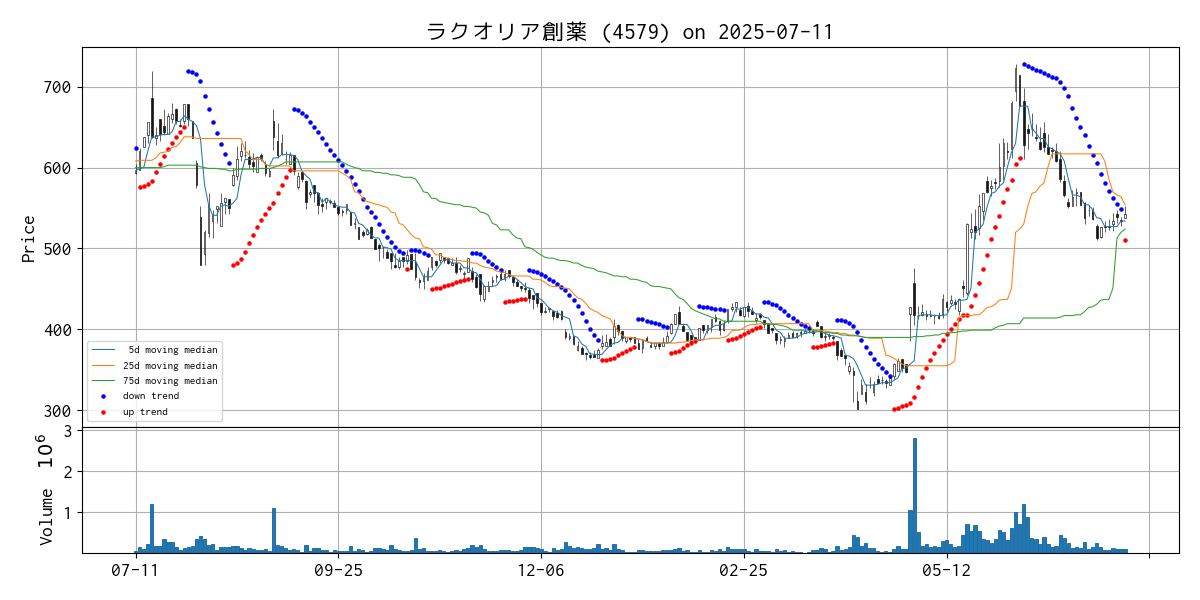 ラクオリア創薬 (4579) on 2025-07-11
Price
700
600
500
400
300
5d moving median
25d moving median
75d moving median
down trend
up trend
Volume 10^6
3
2
1
07-11 09-25 12-06 02-25 05-12